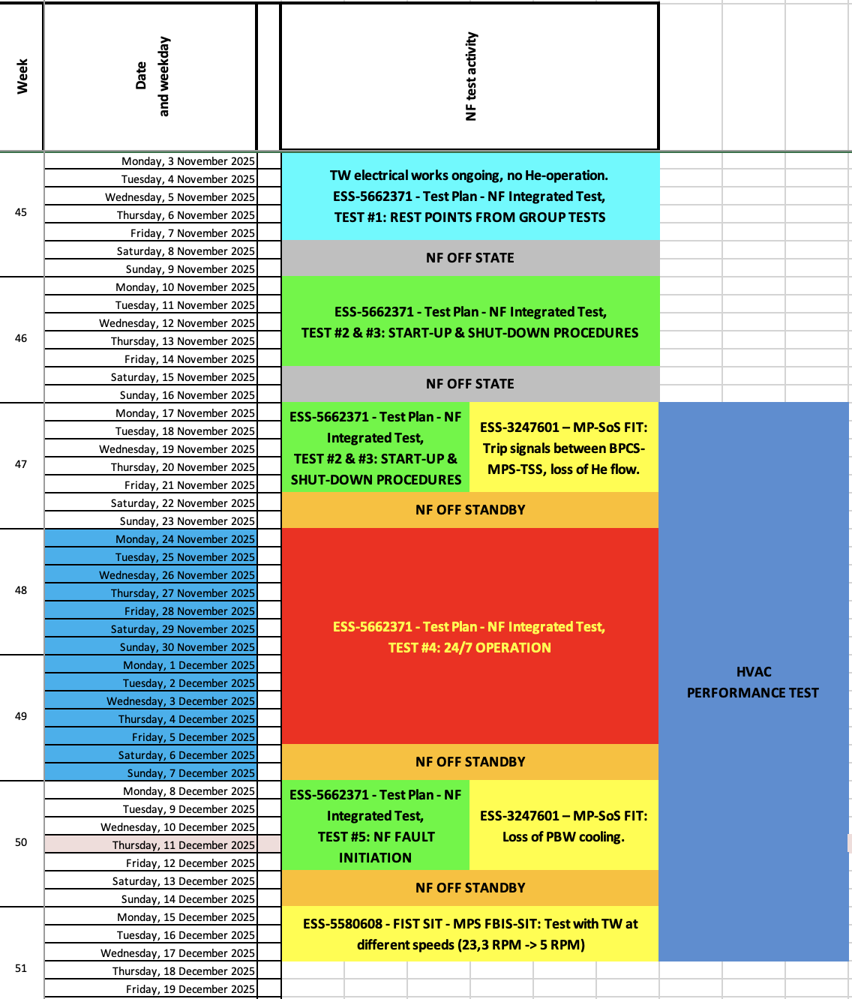 Week
Date
and weekday
NF test activity
45
Monday, 3 November 2025
Tuesday, 4 November 2025
Wednesday, 5 November 2025
Thursday, 6 November 2025
Friday, 7 November 2025
Saturday, 8 November 2025
Sunday, 9 November 2025
TW electrical works ongoing, no He-operation.
ESS-5662371 - Test Plan - NF Integrated Test,
TEST #1: REST POINTS FROM GROUP TESTS
NF OFF STATE
46
Monday, 10 November 2025
Tuesday, 11 November 2025
Wednesday, 12 November 2025
Thursday, 13 November 2025
Friday, 14 November 2025
Saturday, 15 November 2025
Sunday, 16 November 2025
ESS-5662371 - Test Plan - NF Integrated Test,
TEST #2 & #3: START-UP & SHUT-DOWN PROCEDURES
NF OFF STATE
47
Monday, 17 November 2025
Tuesday, 18 November 2025
Wednesday, 19 November 2025
Thursday, 20 November 2025
Friday, 21 November 2025
Saturday, 22 November 2025
Sunday, 23 November 2025
ESS-5662371 - Test Plan - NF
Integrated Test,
TEST #2 & #3: START-UP &
SHUT-DOWN PROCEDURES
ESS-3247601 – MP-SoS FIT:
Trip signals between BPCS-
MPS-TSS, loss of He flow.
NF OFF STANDBY
48
Monday, 24 November 2025
Tuesday, 25 November 2025
Wednesday, 26 November 2025
Thursday, 27 November 2025
Friday, 28 November 2025
Saturday, 29 November 2025
Sunday, 30 November 2025
49
Monday, 1 December 2025
Tuesday, 2 December 2025
Wednesday, 3 December 2025
Thursday, 4 December 2025
Friday, 5 December 2025
Saturday, 6 December 2025
Sunday, 7 December 2025
ESS-5662371 - Test Plan - NF Integrated Test,
TEST #4: 24/7 OPERATION
NF OFF STANDBY
HVAC
PERFORMANCE TEST
50
Monday, 8 December 2025
Tuesday, 9 December 2025
Wednesday, 10 December 2025
Thursday, 11 December 2025
Friday, 12 December 2025
Saturday, 13 December 2025
Sunday, 14 December 2025
ESS-5662371 - Test Plan - NF
Integrated Test,
TEST #5: NF FAULT
INITIATION
ESS-3247601 – MP-SoS FIT:
Loss of PBW cooling.
NF OFF STANDBY
51
Monday, 15 December 2025
Tuesday, 16 December 2025
Wednesday, 17 December 2025
Thursday, 18 December 2025
Friday, 19 December 2025
ESS-5580608 - FIST SIT - MPS FBIS-SIT: Test with TW at
different speeds (23,3 RPM -> 5 RPM)